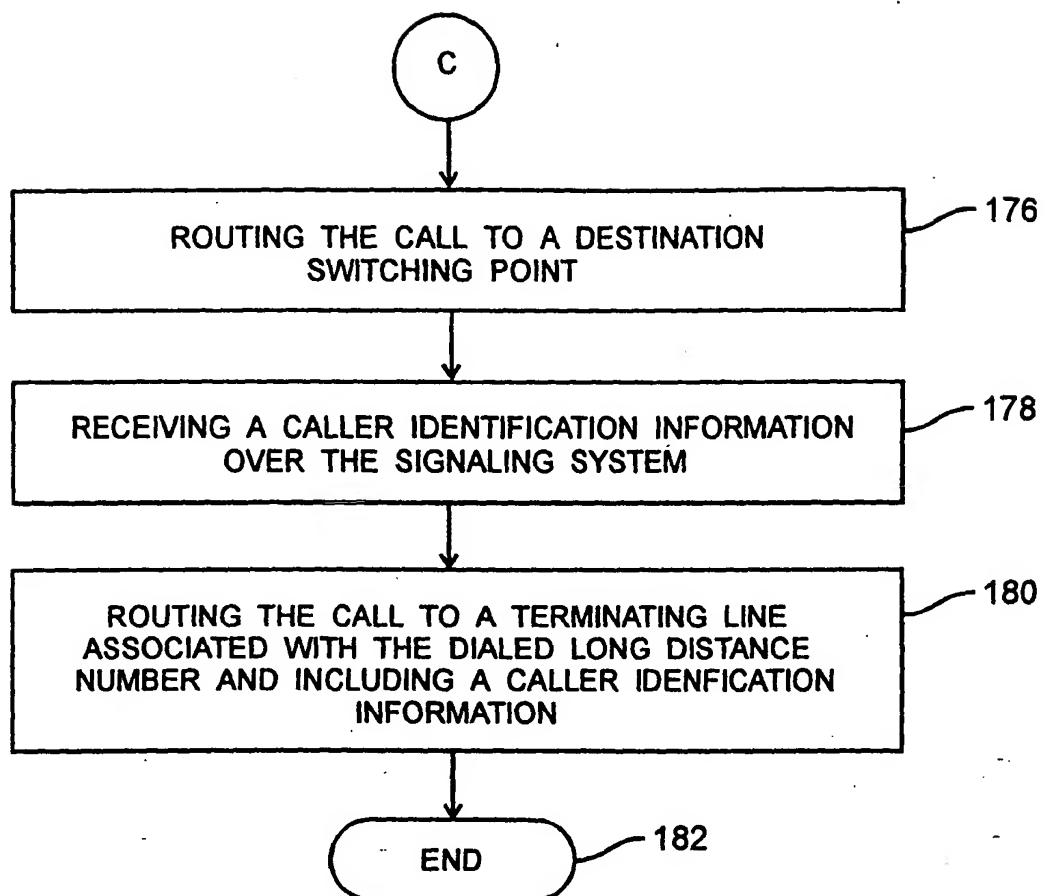 C
ROUTING THE CALL TO A DESTINATION
SWITCHING POINT
176
RECEIVING A CALLER IDENTIFICATION INFORMATION
OVER THE SIGNALING SYSTEM
178
ROUTING THE CALL TO A TERMINATING LINE
ASSOCIATED WITH THE DIALED LONG DISTANCE
NUMBER AND INCLUDING A CALLER IDENFICATION
INFORMATION
180
END
182